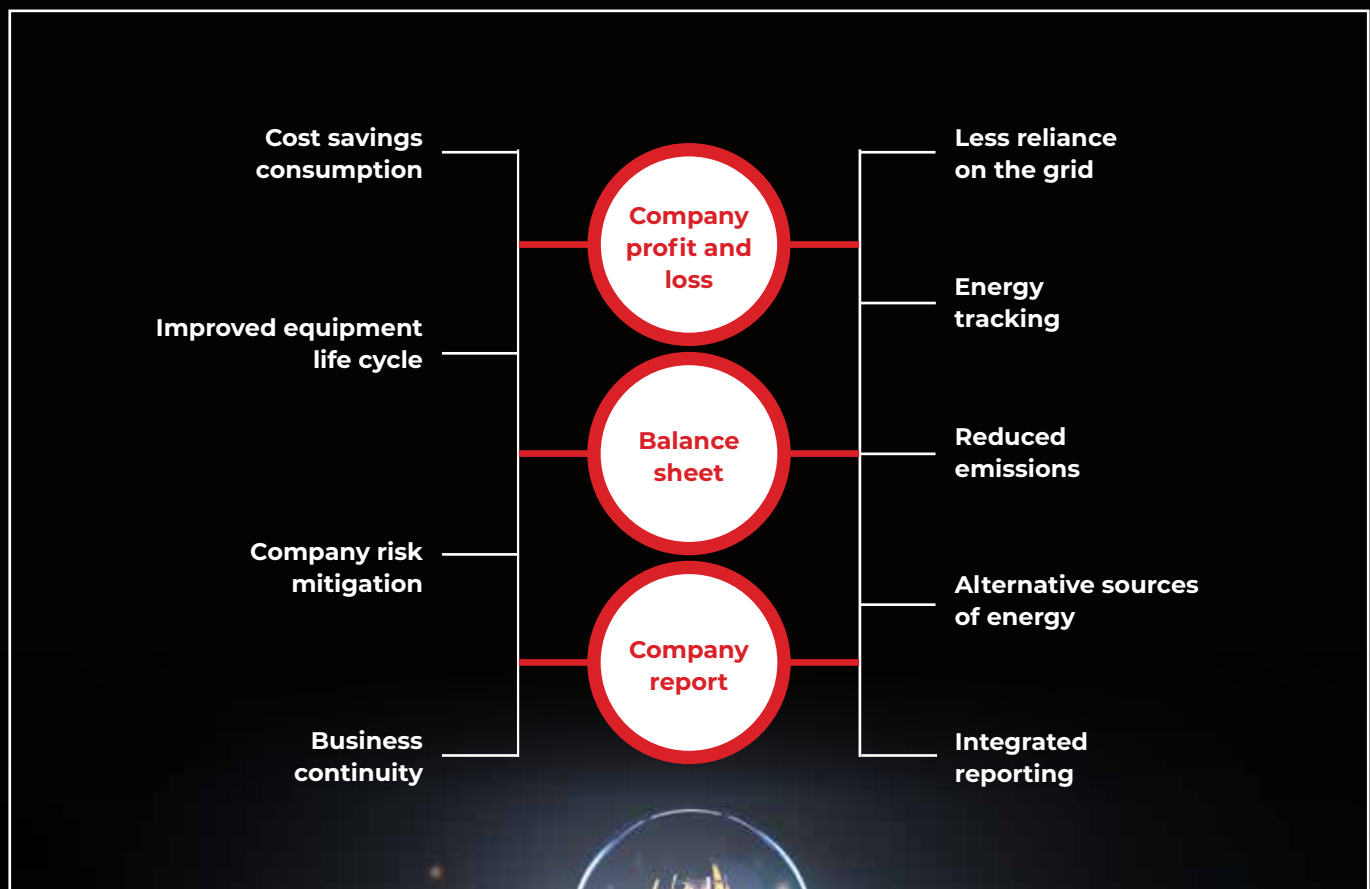 Cost savings
consumption
Improved equipment
life cycle
Company risk
mitigation
Business
continuity
Company
profit and
loss
Balance
sheet
Company
report
Less reliance
on the grid
Energy
tracking
Reduced
emissions
Alternative sources
of energy
Integrated
reporting